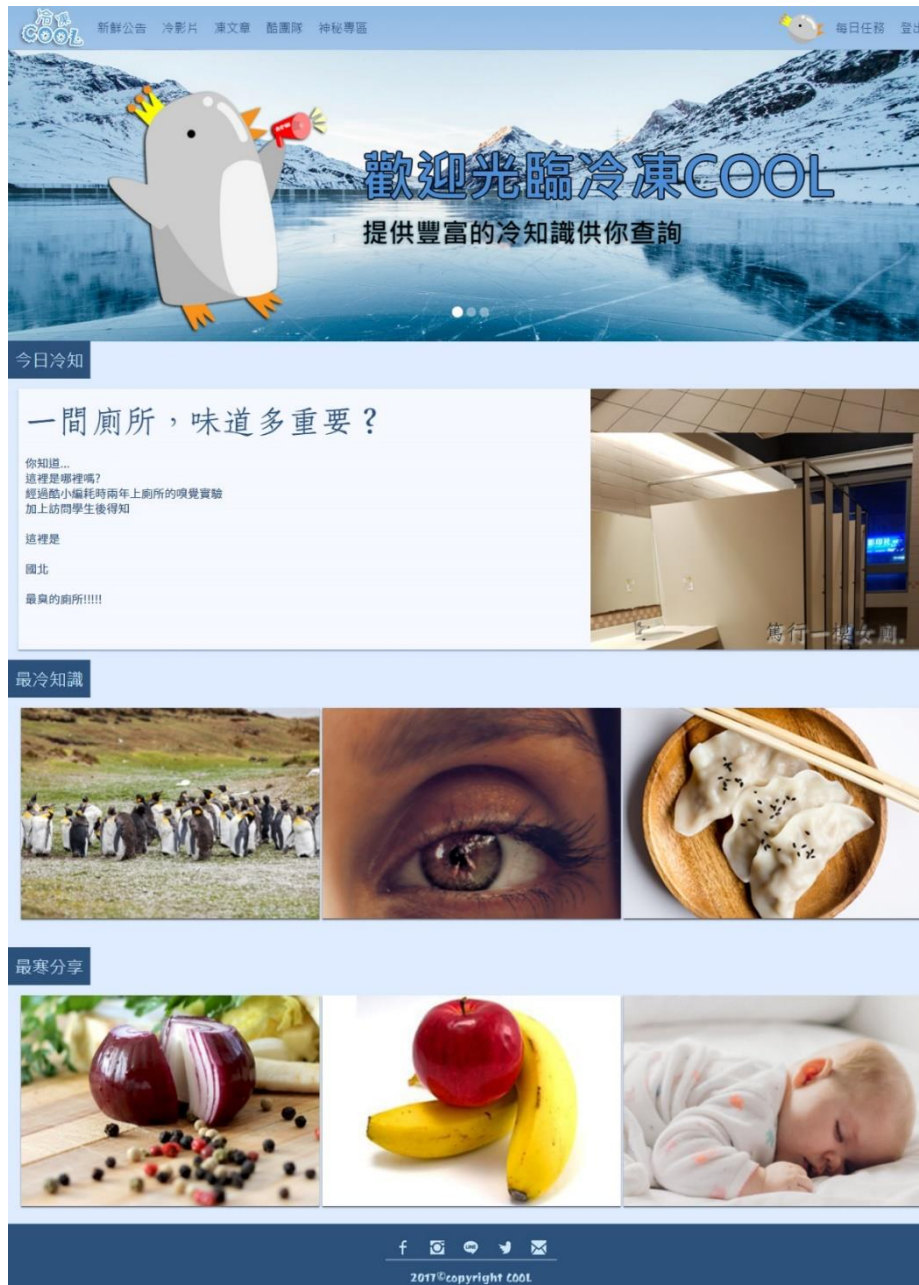 冷凍
COOL
新鮮公告 冷影片 凍文章 酷團隊 神秘專區
每日任務 登出
歡迎光臨冷凍COOL
提供豐富的冷知識供你查詢
今日冷知
一間廁所，味道多重要？
你知道...
這裡是哪裡嗎?
經過酷小編耗時兩年上廁所的嗅覺實驗
加上訪問學生後得知
這裡是
國北
最臭的廁所!!!!!
篤行一樓女廁.
最冷知識
最寒分享
LINE
2017©copyright COOL